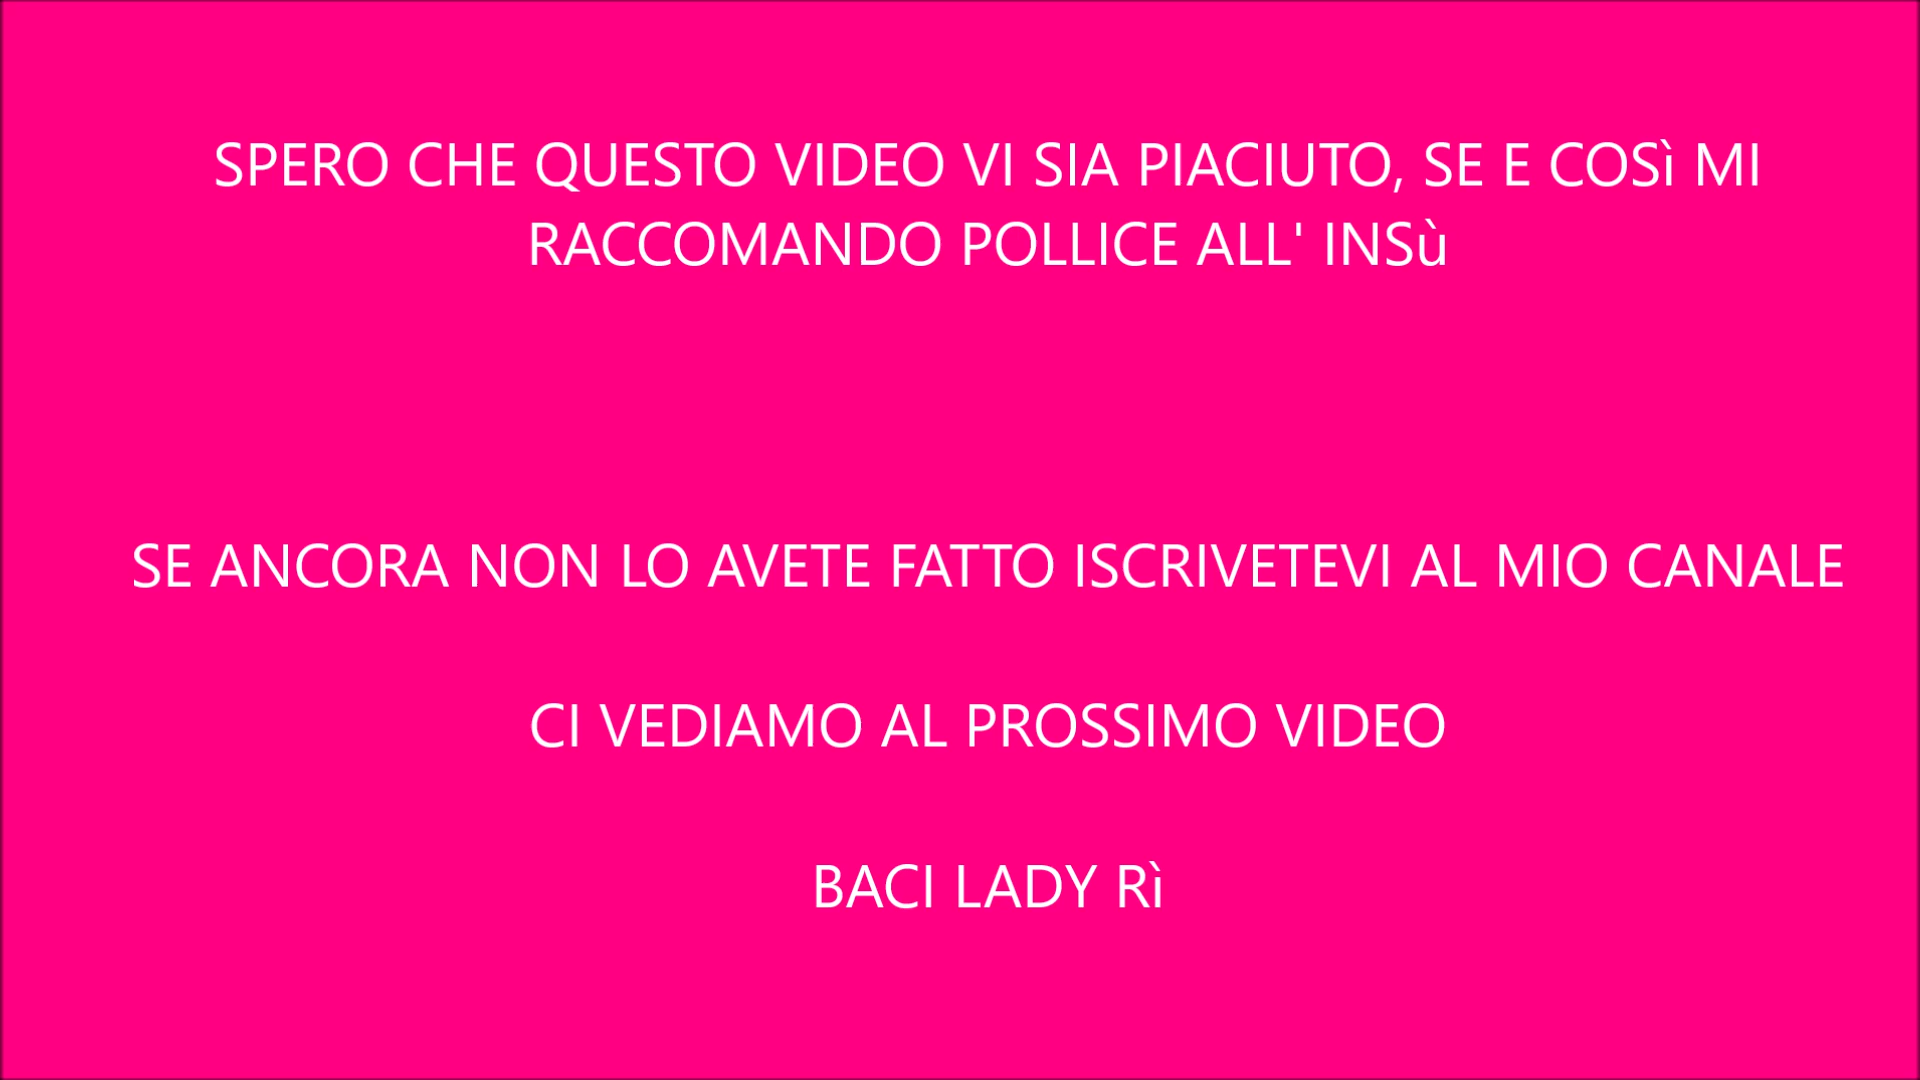 SPERO CHE QUESTO VIDEO VI SIA PIACIUTO, SE E COSì MI
RACCOMANDO POLLICE ALL' INSù
SE ANCORA NON LO AVETE FATTO ISCRIVETEVI AL MIO CANALE
CI VEDIAMO AL PROSSIMO VIDEO
BACI LADY Rì